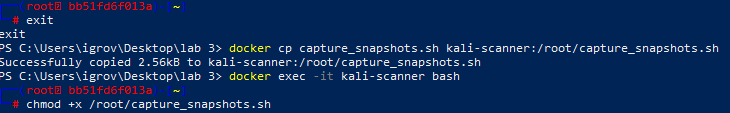 (root㉿ bb51fd6f013a)-[~]
# exit
exit
PS C:\Users\igrov\Desktop\lab 3> docker cp capture_snapshots.sh kali-scanner:/root/capture_snapshots.sh
Successfully copied 2.56kB to kali-scanner:/root/capture_snapshots.sh
PS C:\Users\igrov\Desktop\lab 3> docker exec -it kali-scanner bash
(root㉿ bb51fd6f013a)-[~]
# chmod +x /root/capture_snapshots.sh